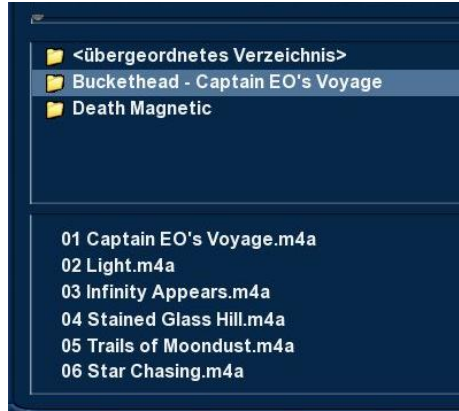 <übergeordnetes Verzeichnis>
Buckethead - Captain EO's Voyage
Death Magnetic
01 Captain EO's Voyage.m4a
02 Light.m4a
03 Infinity Appears.m4a
04 Stained Glass Hill.m4a
05 Trails of Moondust.m4a
06 Star Chasing.m4a